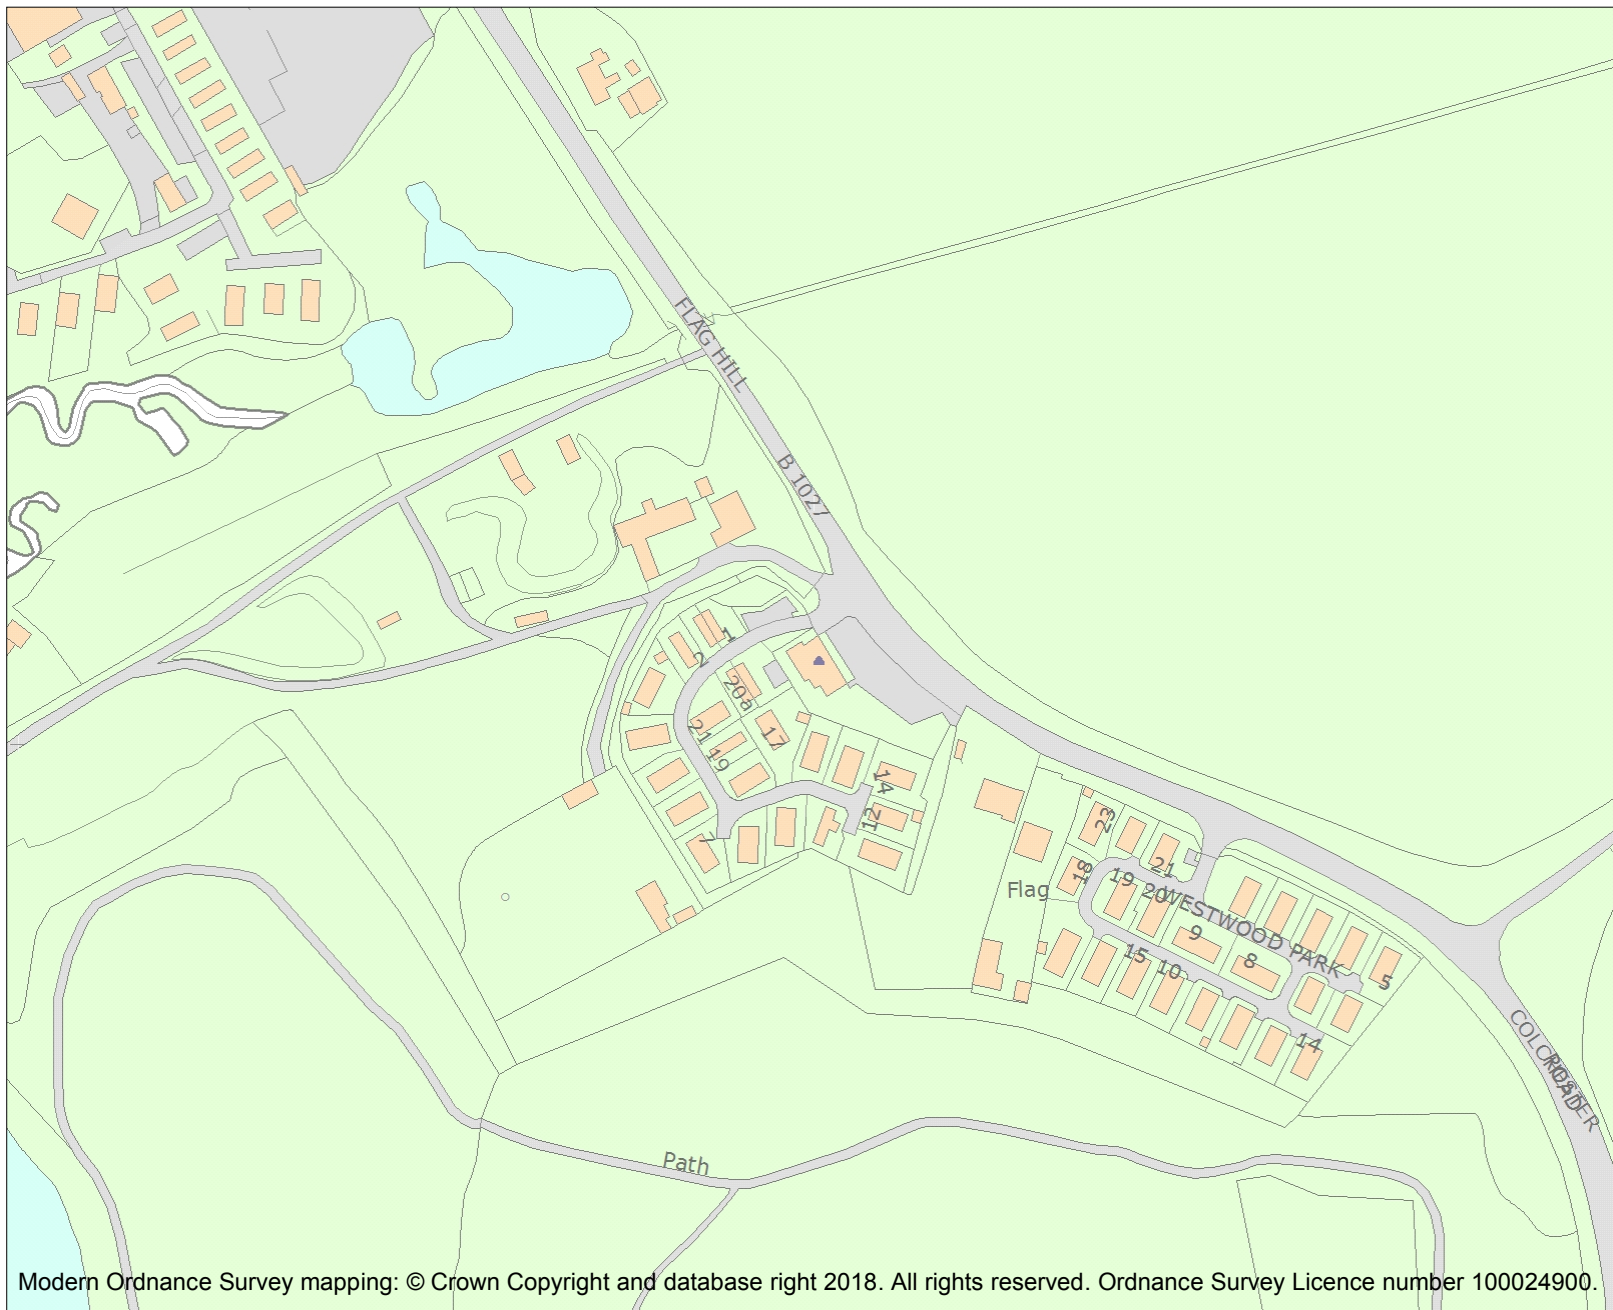 FLAG HILL
B 1027
1
2
20a
21
19
17
14
12
7
23
18
21
19
20
Flag
WESTWOOD PARK
9
8
15
10
5
14
COLCHESTER
ROAD
Path
Modern Ordnance Survey mapping: © Crown Copyright and database right 2018. All rights reserved. Ordnance Survey Licence number 100024900.